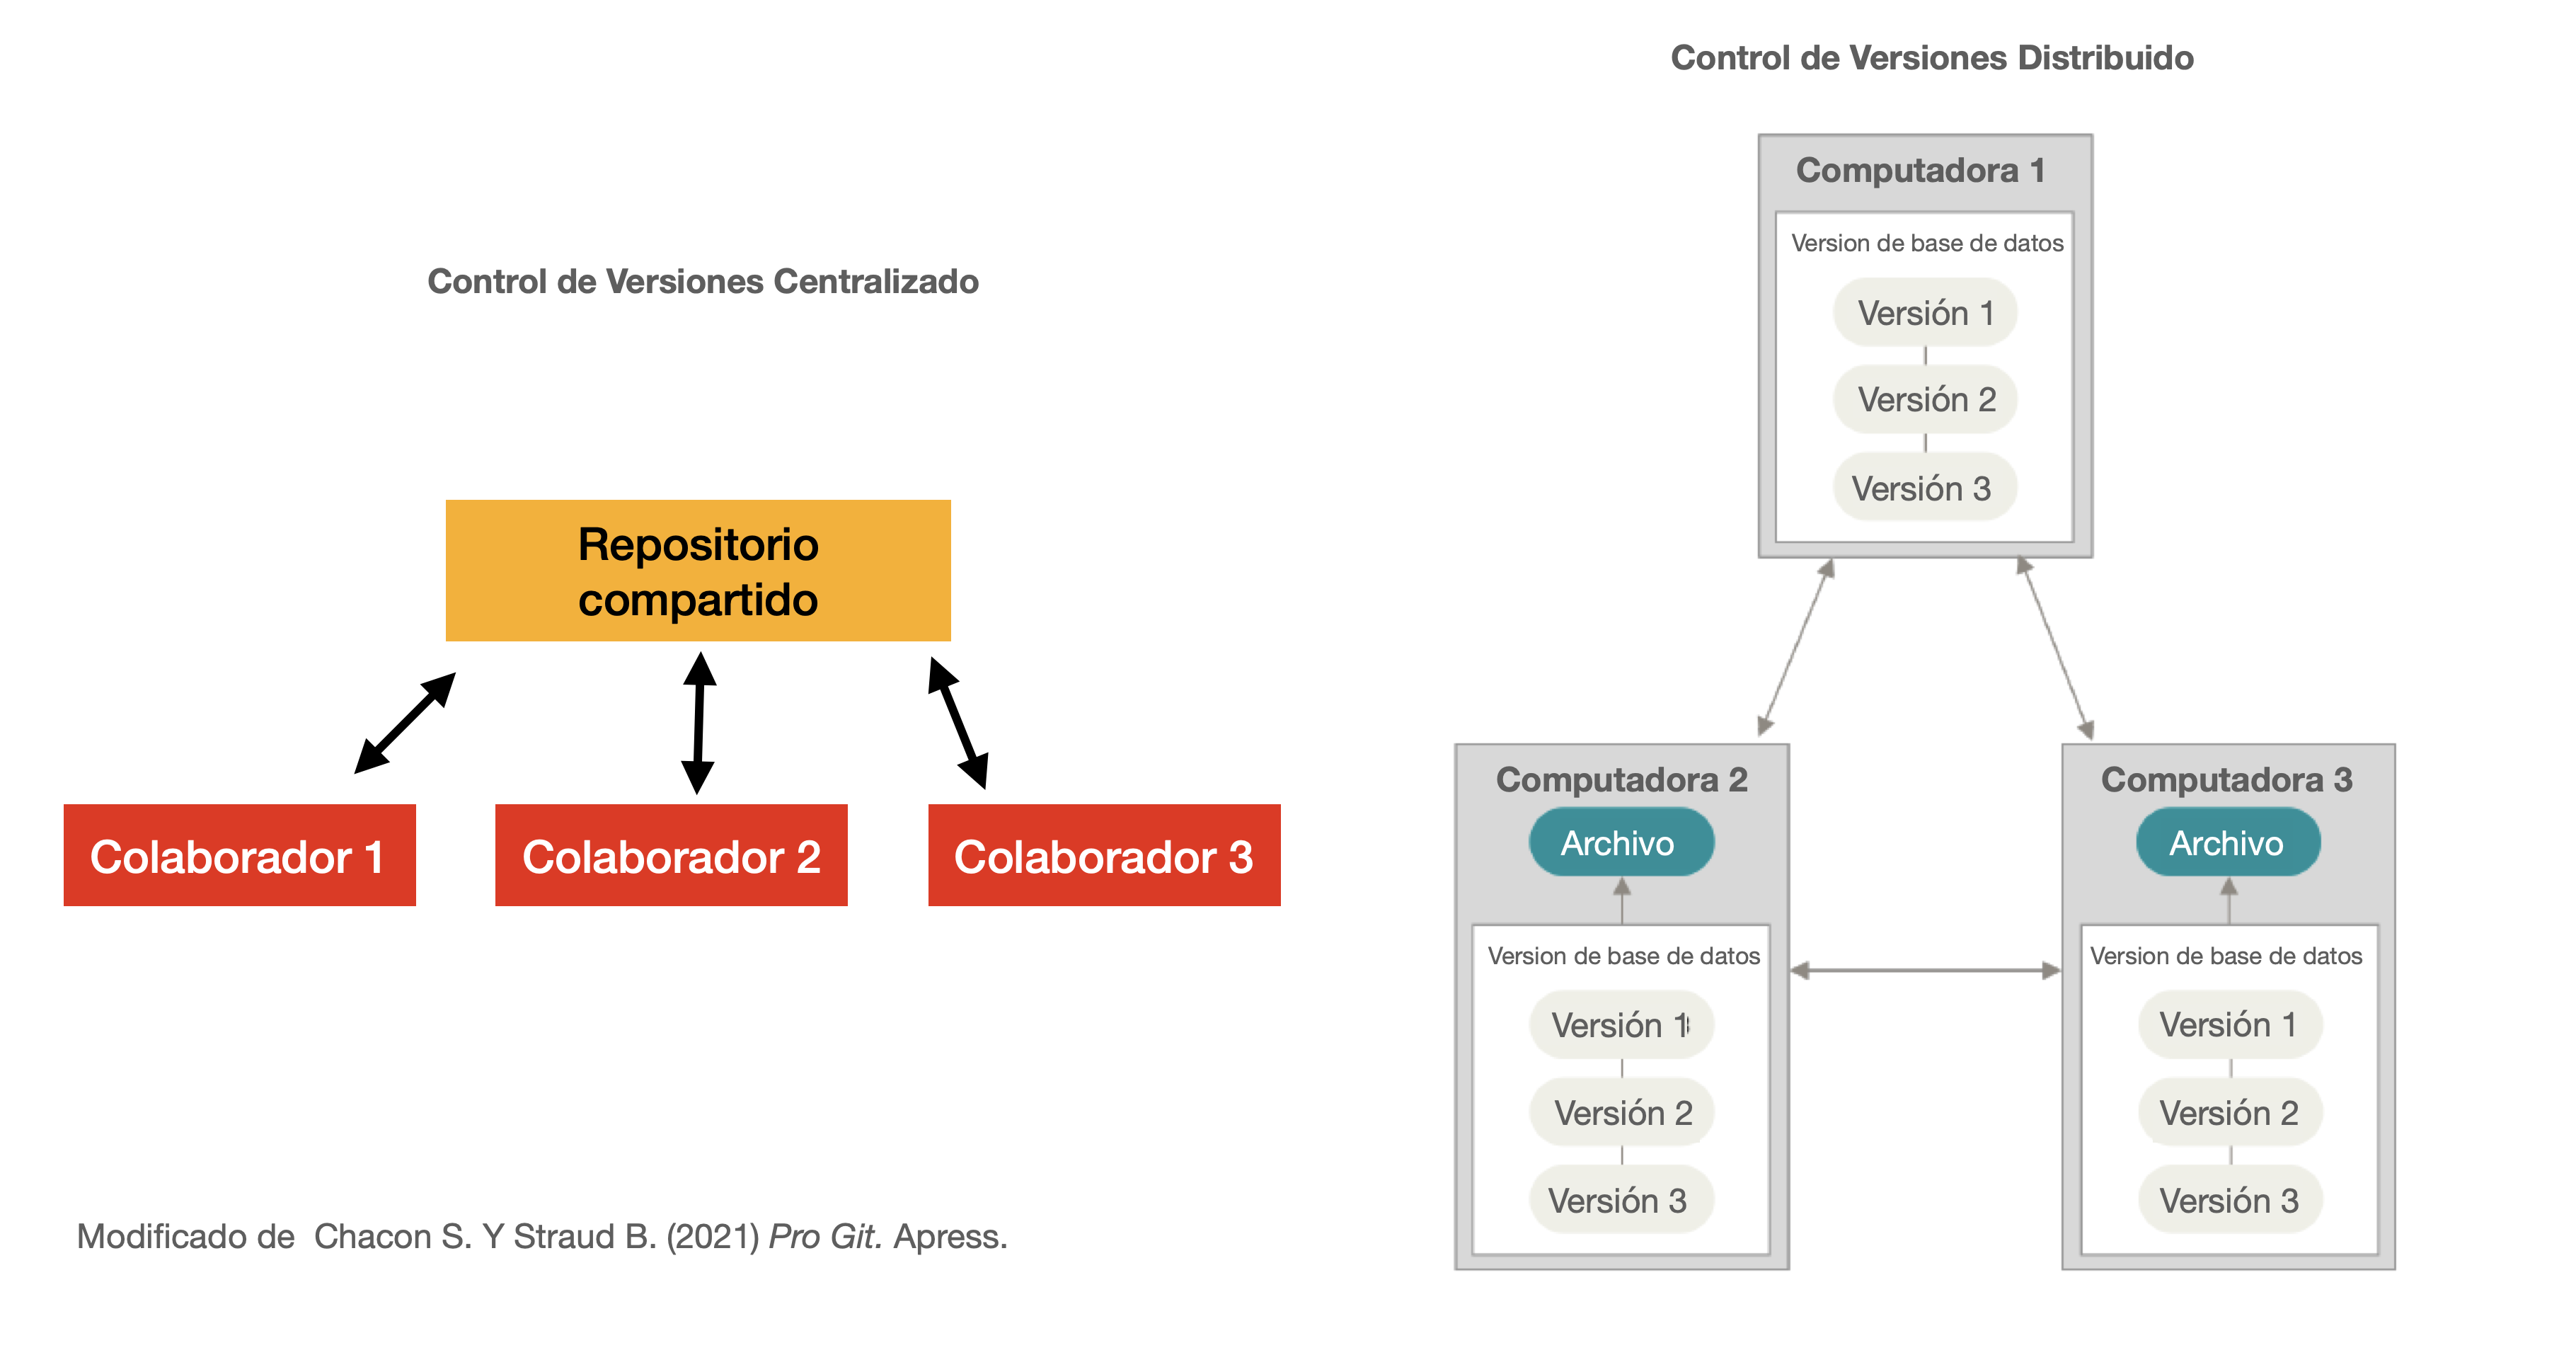 Control de Versiones Centralizado
Repositorio
compartido
Colaborador 1
Colaborador 2
Colaborador 3
Modificado de  Chacon S. Y Straud B. (2021) Pro Git. Apress.
Control de Versiones Distribuido
Computadora 1
Version de base de datos
Versión 1
Versión 2
Versión 3
Computadora 2
Archivo
Version de base de datos
Versión 1
Versión 2
Versión 3
Computadora 3
Archivo
Version de base de datos
Versión 1
Versión 2
Versión 3